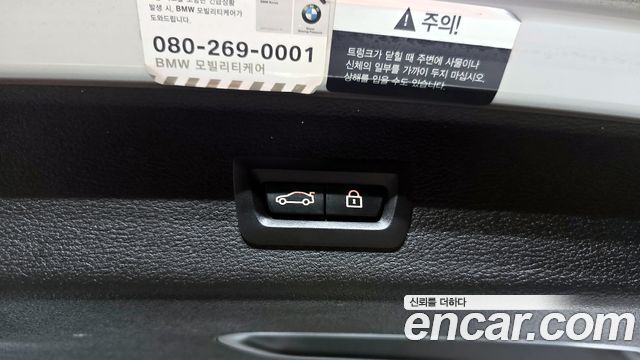 발생 시, BMW 모빌리티케어가
도와드립니다.
080-269-0001
BMW 모빌리티케어
BMW
주의!
트렁크가 닫힐 때 주변에 사물이나
신체의 일부를 가까이 두지 마십시오.
상해를 입을 수도 있습니다.
신뢰를 더하다
encar.com